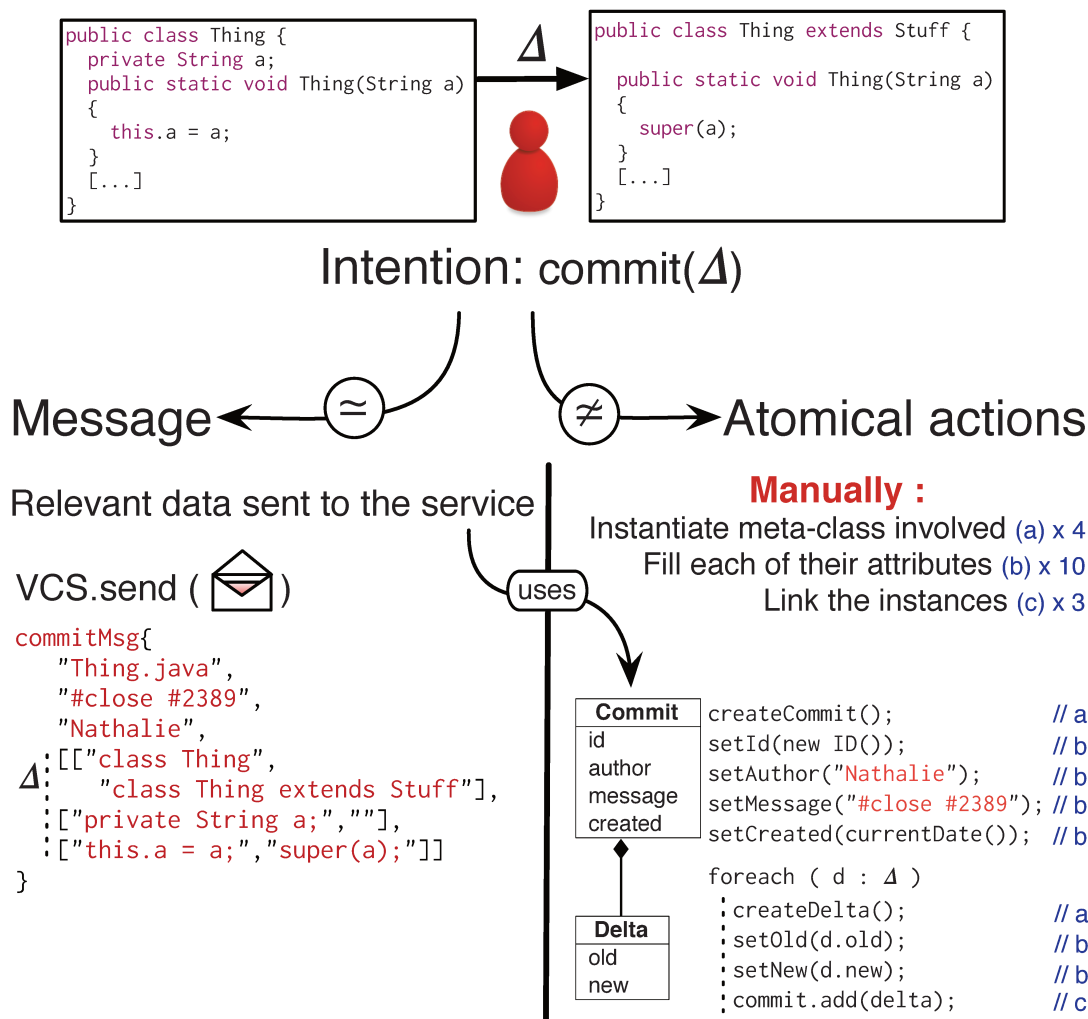 public class Thing {
private String a;
public static void Thing(String a)
{
this.a = a;
}
[...]
}
Δ
public class Thing extends Stuff {
public static void Thing(String a)
{
super(a);
}
[...]
}
Intention: commit(Δ)
≃
≠
Message
Atomical actions
Relevant data sent to the service
uses
VCS.send ( )
commitMsg{
"Thing.java",
"#close #2389",
"Nathalie",
[["class Thing",
"class Thing extends Stuff"],
["private String a;",""],
["this.a = a;","super(a);"]]
}
Δ
Manually :
Instantiate meta-class involved (a) x 4
Fill each of their attributes (b) x 10
Link the instances (c) x 3
Commit
id
author
message
created
Delta
old
new
createCommit(); // a
setId(new ID()); // b
setAuthor("Nathalie"); // b
setMessage("#close #2389"); // b
setCreated(currentDate()); // b
foreach ( d : Δ )
createDelta(); // a
setOld(d.old); // b
setNew(d.new); // b
commit.add(delta); // c